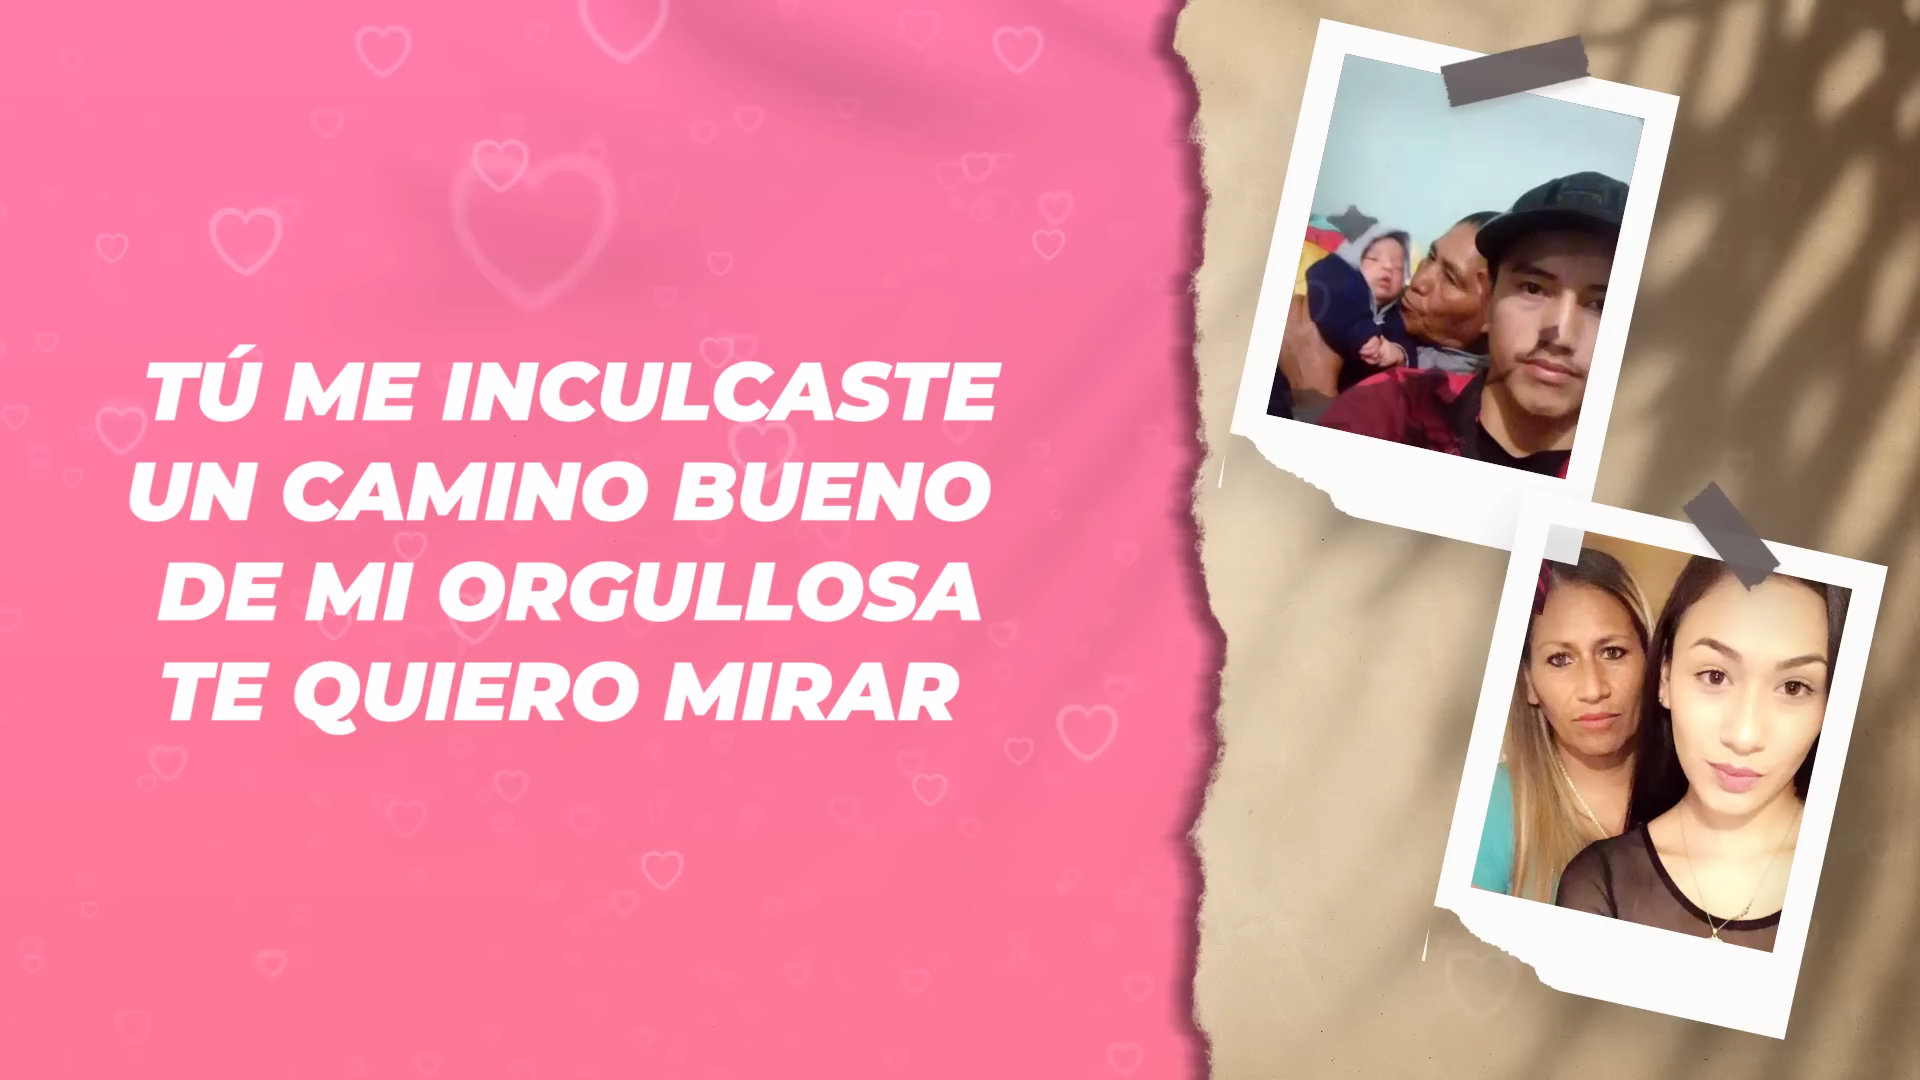 TÚ ME INCULCASTE
UN CAMINO BUENO
DE MI ORGULLOSA
TE QUIERO MIRAR